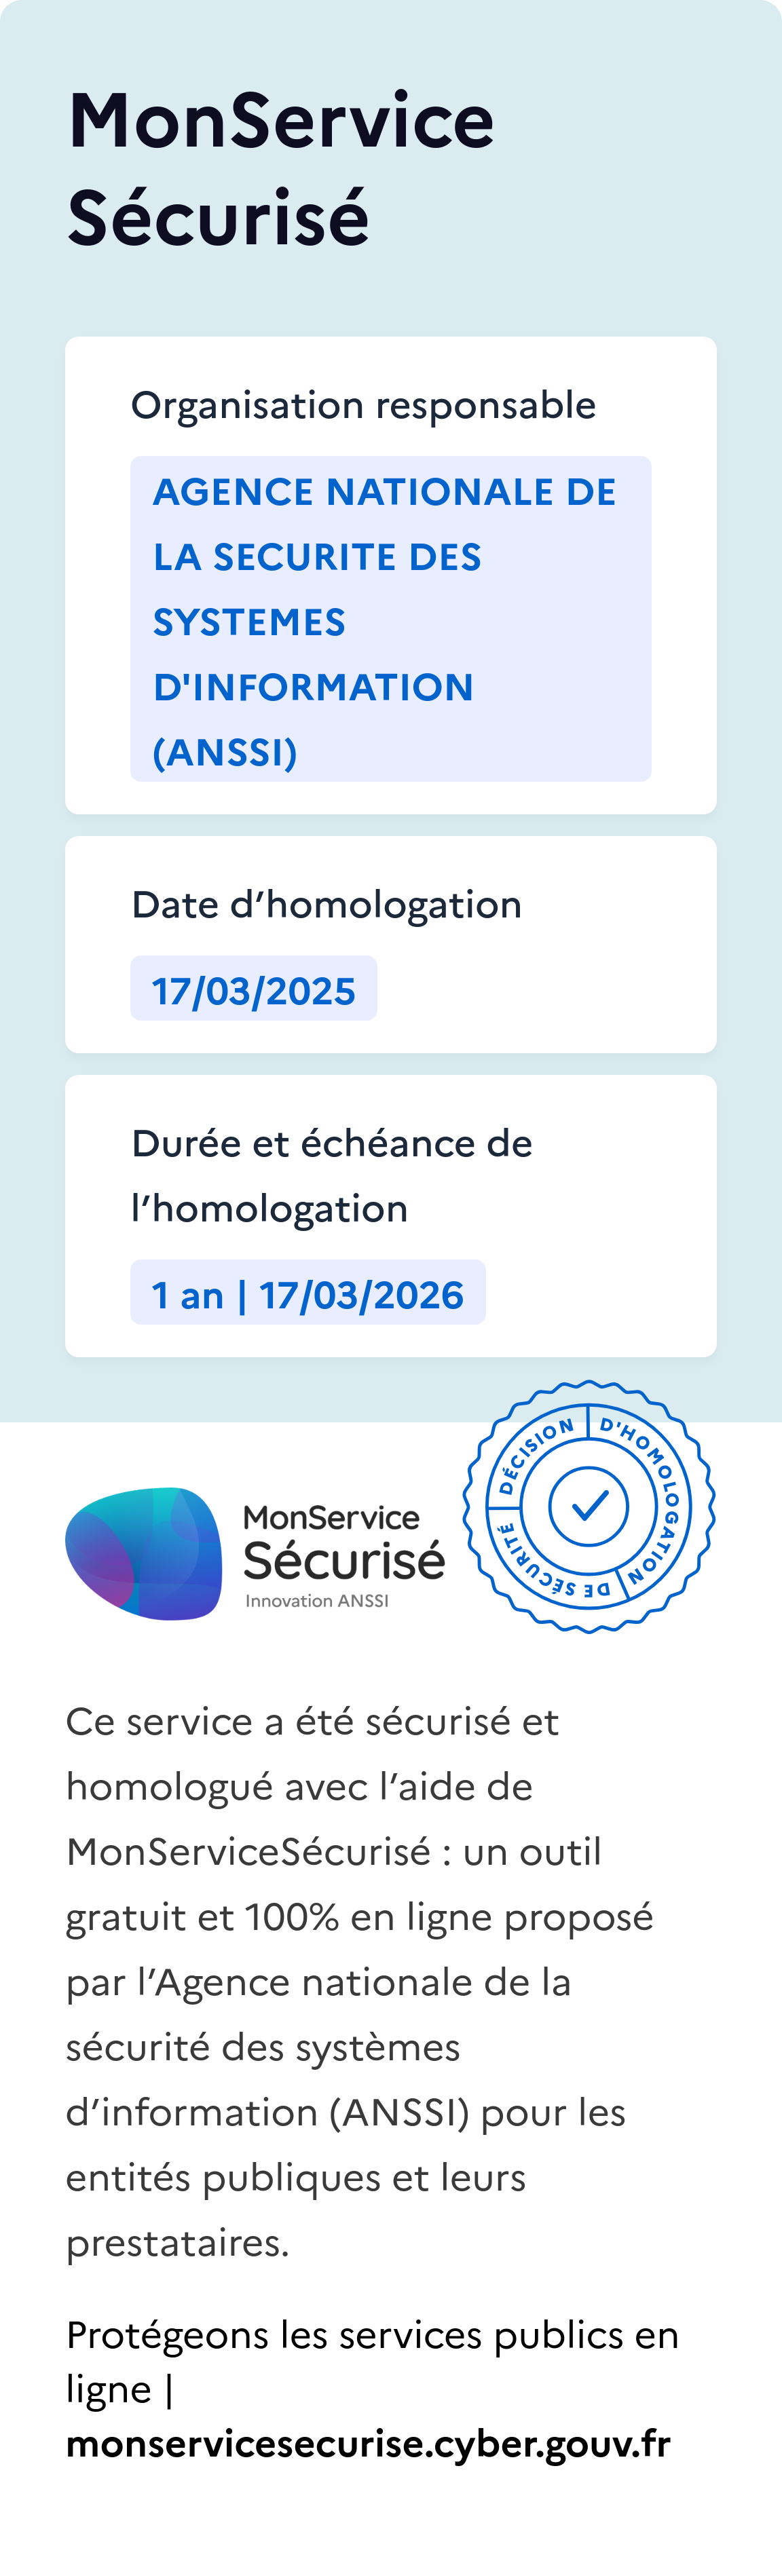 MonService
Sécurisé
Organisation responsable
AGENCE NATIONALE DE
LA SECURITE DES
SYSTEMES
D'INFORMATION
(ANSSI)
Date d’homologation
17/03/2025
Durée et échéance de
l’homologation
1 an | 17/03/2026
DÉCISION D'HOMOLOGATION DE SÉCURITÉ
MonService
Sécurisé
Innovation ANSSI
Ce service a été sécurisé et
homologué avec l’aide de
MonServiceSécurisé : un outil
gratuit et 100% en ligne proposé
par l’Agence nationale de la
sécurité des systèmes
d’information (ANSSI) pour les
entités publiques et leurs
prestataires.
Protégeons les services publics en
ligne |
monservicesecurise.cyber.gouv.fr